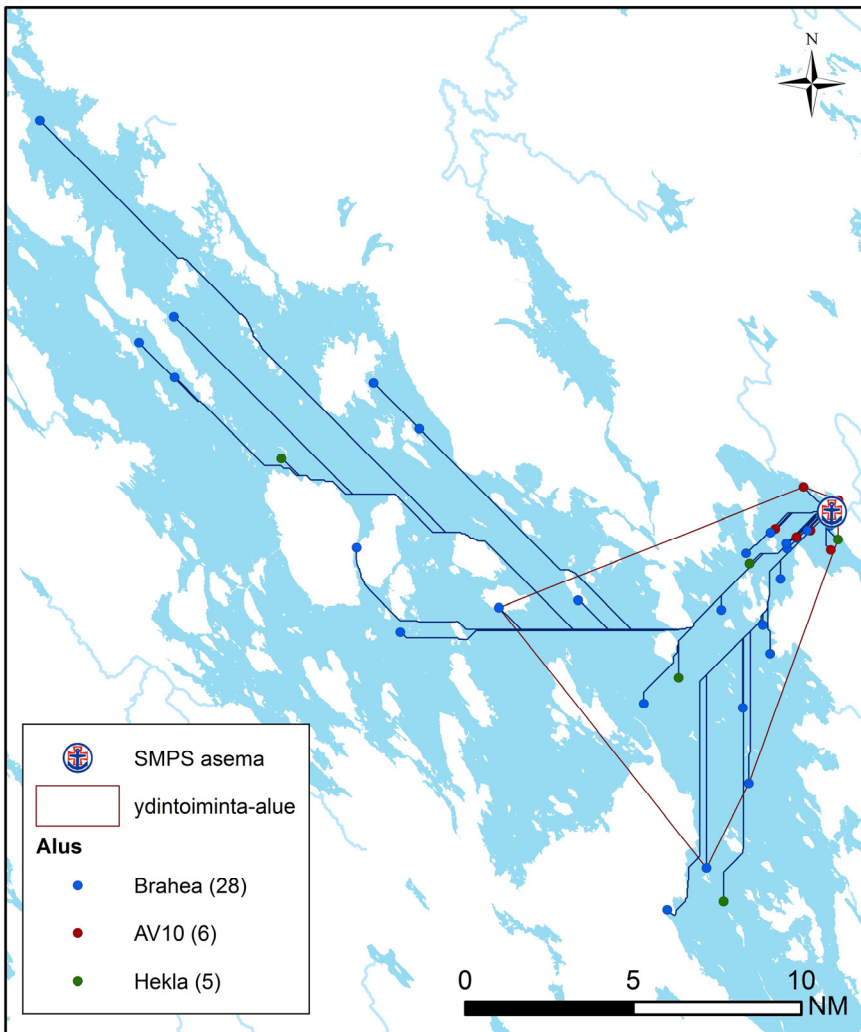 N
SMPS asema
ydintoiminta-alue
Alus
Brahea (28)
AV10 (6)
Hekla (5)
0 5 10
NM